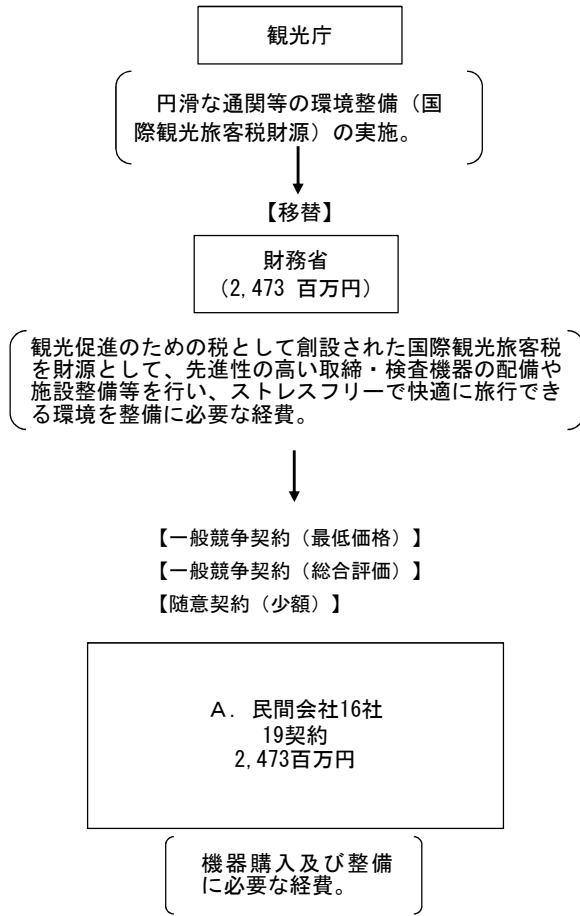 観光庁
円滑な通関等の環境整備（国
際観光旅客税財源）の実施。
【移替】
財務省
（2,473 百万円）
観光促進のための税として創設された国際観光旅客税
を財源として、先進性の高い取締・検査機器の配備や
施設整備等を行い、ストレスフリーで快適に旅行でき
る環境を整備に必要な経費。
【一般競争契約（最低価格）】
【一般競争契約（総合評価）】
【随意契約（少額）】
Ａ．民間会社16社
19契約
2,473百万円
機器購入及び整備
に必要な経費。